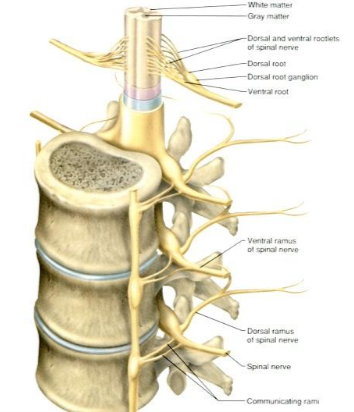 White matter
Gray matter
Dorsal and ventral rootlets
of spinal nerve
Dorsal root
Dorsal root ganglion
Ventral root
Ventral ramus
of spinal nerve
Dorsal ramus
of spinal nerve
Spinal nerve
Communicating rami